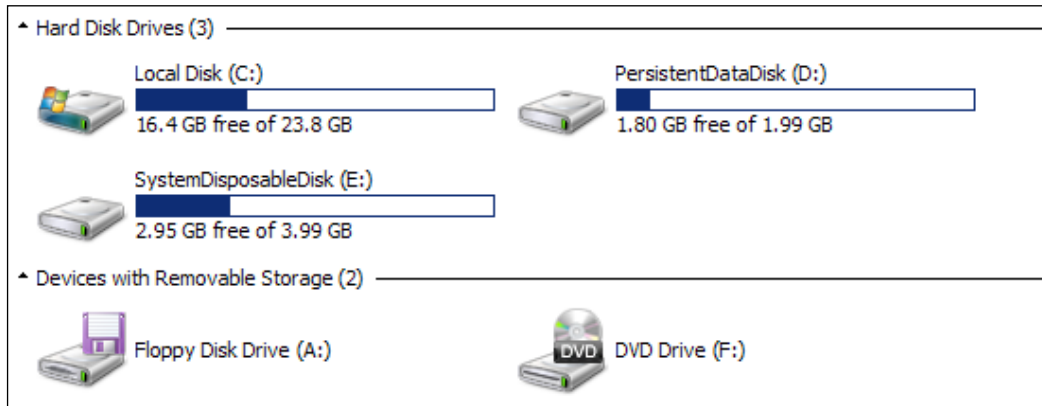 Hard Disk Drives (3)
Local Disk (C:)
16.4 GB free of 23.8 GB
PersistentDataDisk (D:)
1.80 GB free of 1.99 GB
SystemDisposableDisk (E:)
2.95 GB free of 3.99 GB
Devices with Removable Storage (2)
Floppy Disk Drive (A:)
DVD
DVD Drive (F:)